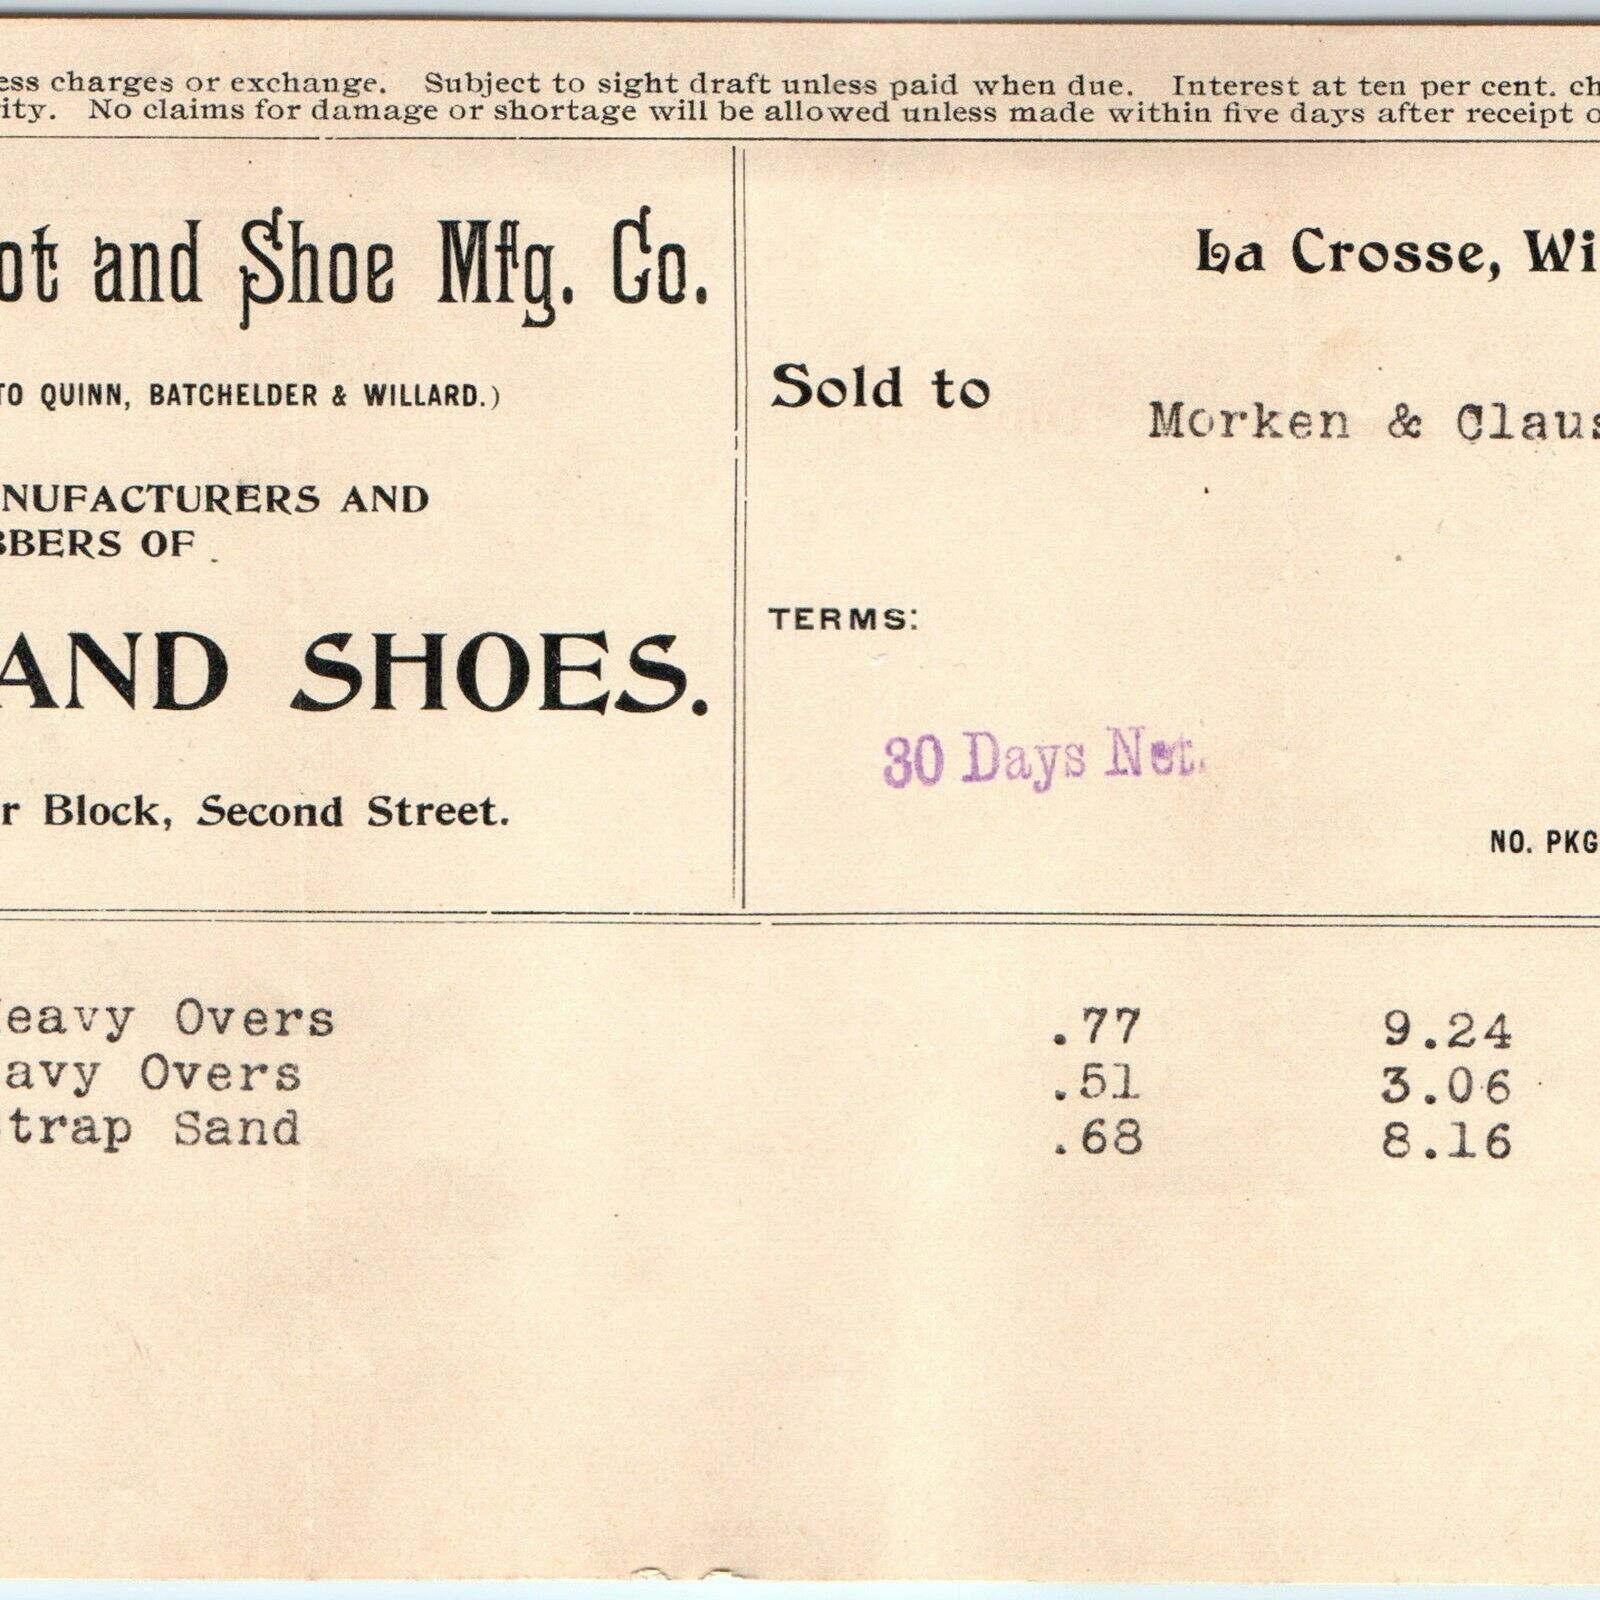 ess charges or exchange. Subject to sight draft unless paid when due. Interest at ten per cent. ch
rity. No claims for damage or shortage will be allowed unless made within five days after receipt o
ot and Shoe Mfg. Co.
TO QUINN, BATCHELDER & WILLARD.)
NUFACTURERS AND
BBERS OF
AND SHOES.
r Block, Second Street.
La Crosse, Wi
Sold to
Morken & Claus
TERMS:
30 Days Net.
NO. PKG
Heavy Overs .77 9.24
avy Overs .51 3.06
Strap Sand .68 8.16